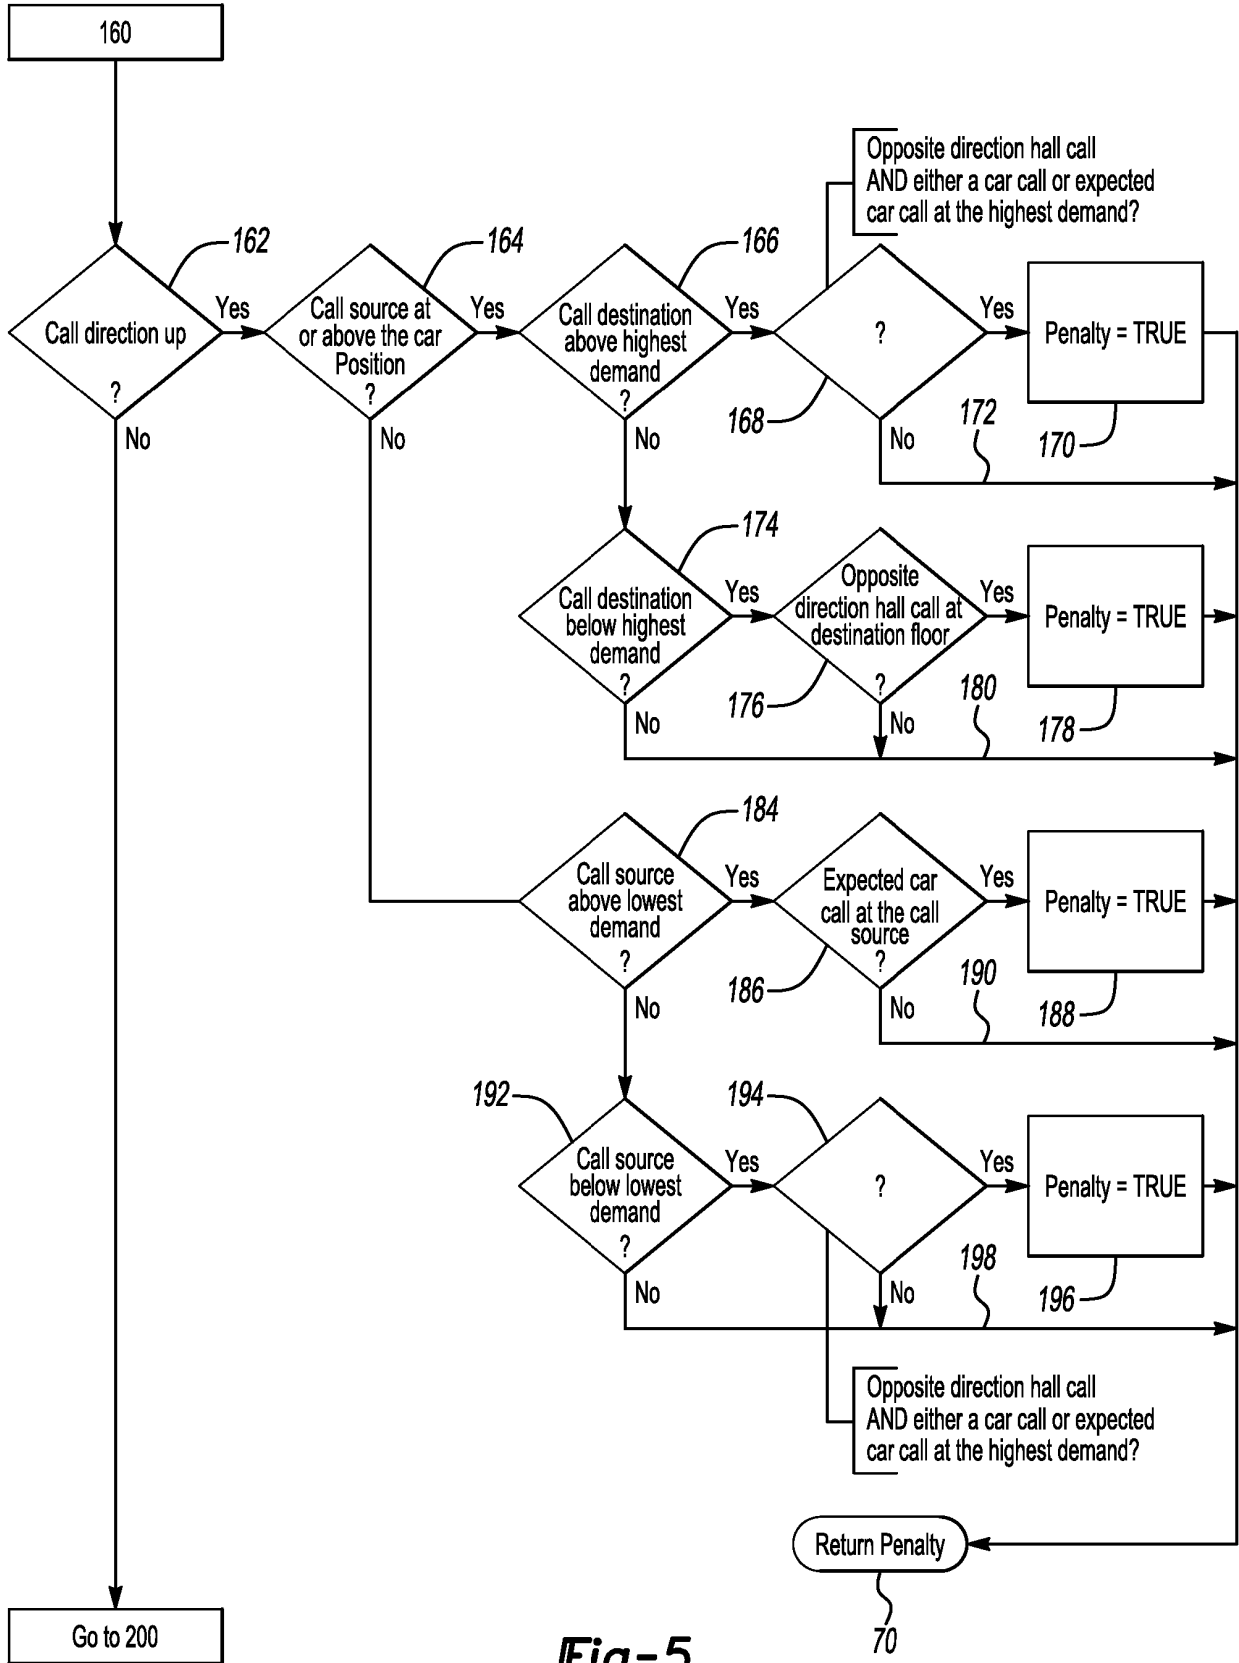 160
Opposite direction hall call
AND either a car call or expected
car call at the highest demand?
162
164
166
Call direction up
?
Yes
No
Call source at
or above the car
Position
?
Yes
No
Call destination
above highest
demand
?
Yes
No
?
168
Yes
No
Penalty = TRUE
170
172
174
Call destination
below highest
demand
?
Yes
No
Opposite
direction hall call at
destination floor
?
176
Yes
No
Penalty = TRUE
178
180
184
Call source
above lowest
demand
?
Yes
No
Expected car
call at the call
source
?
186
Yes
No
Penalty = TRUE
188
190
192
Call source
below lowest
demand
?
Yes
No
194
?
Yes
No
Penalty = TRUE
196
198
Opposite direction hall call
AND either a car call or expected
car call at the highest demand?
Return Penalty
70
Go to 200
Fig-5